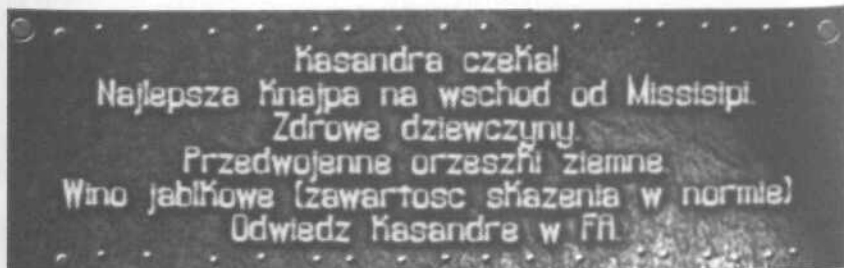 Kasandra czeka!
Najlepsza Knajpa na wschod od Missisipi.
Zdrowe dziewczyny.
Przedwojenne orzeszki ziemne.
Wino jablkowe (zawartosc skazenia w normie)
Odwiedz Kasandre w FA.